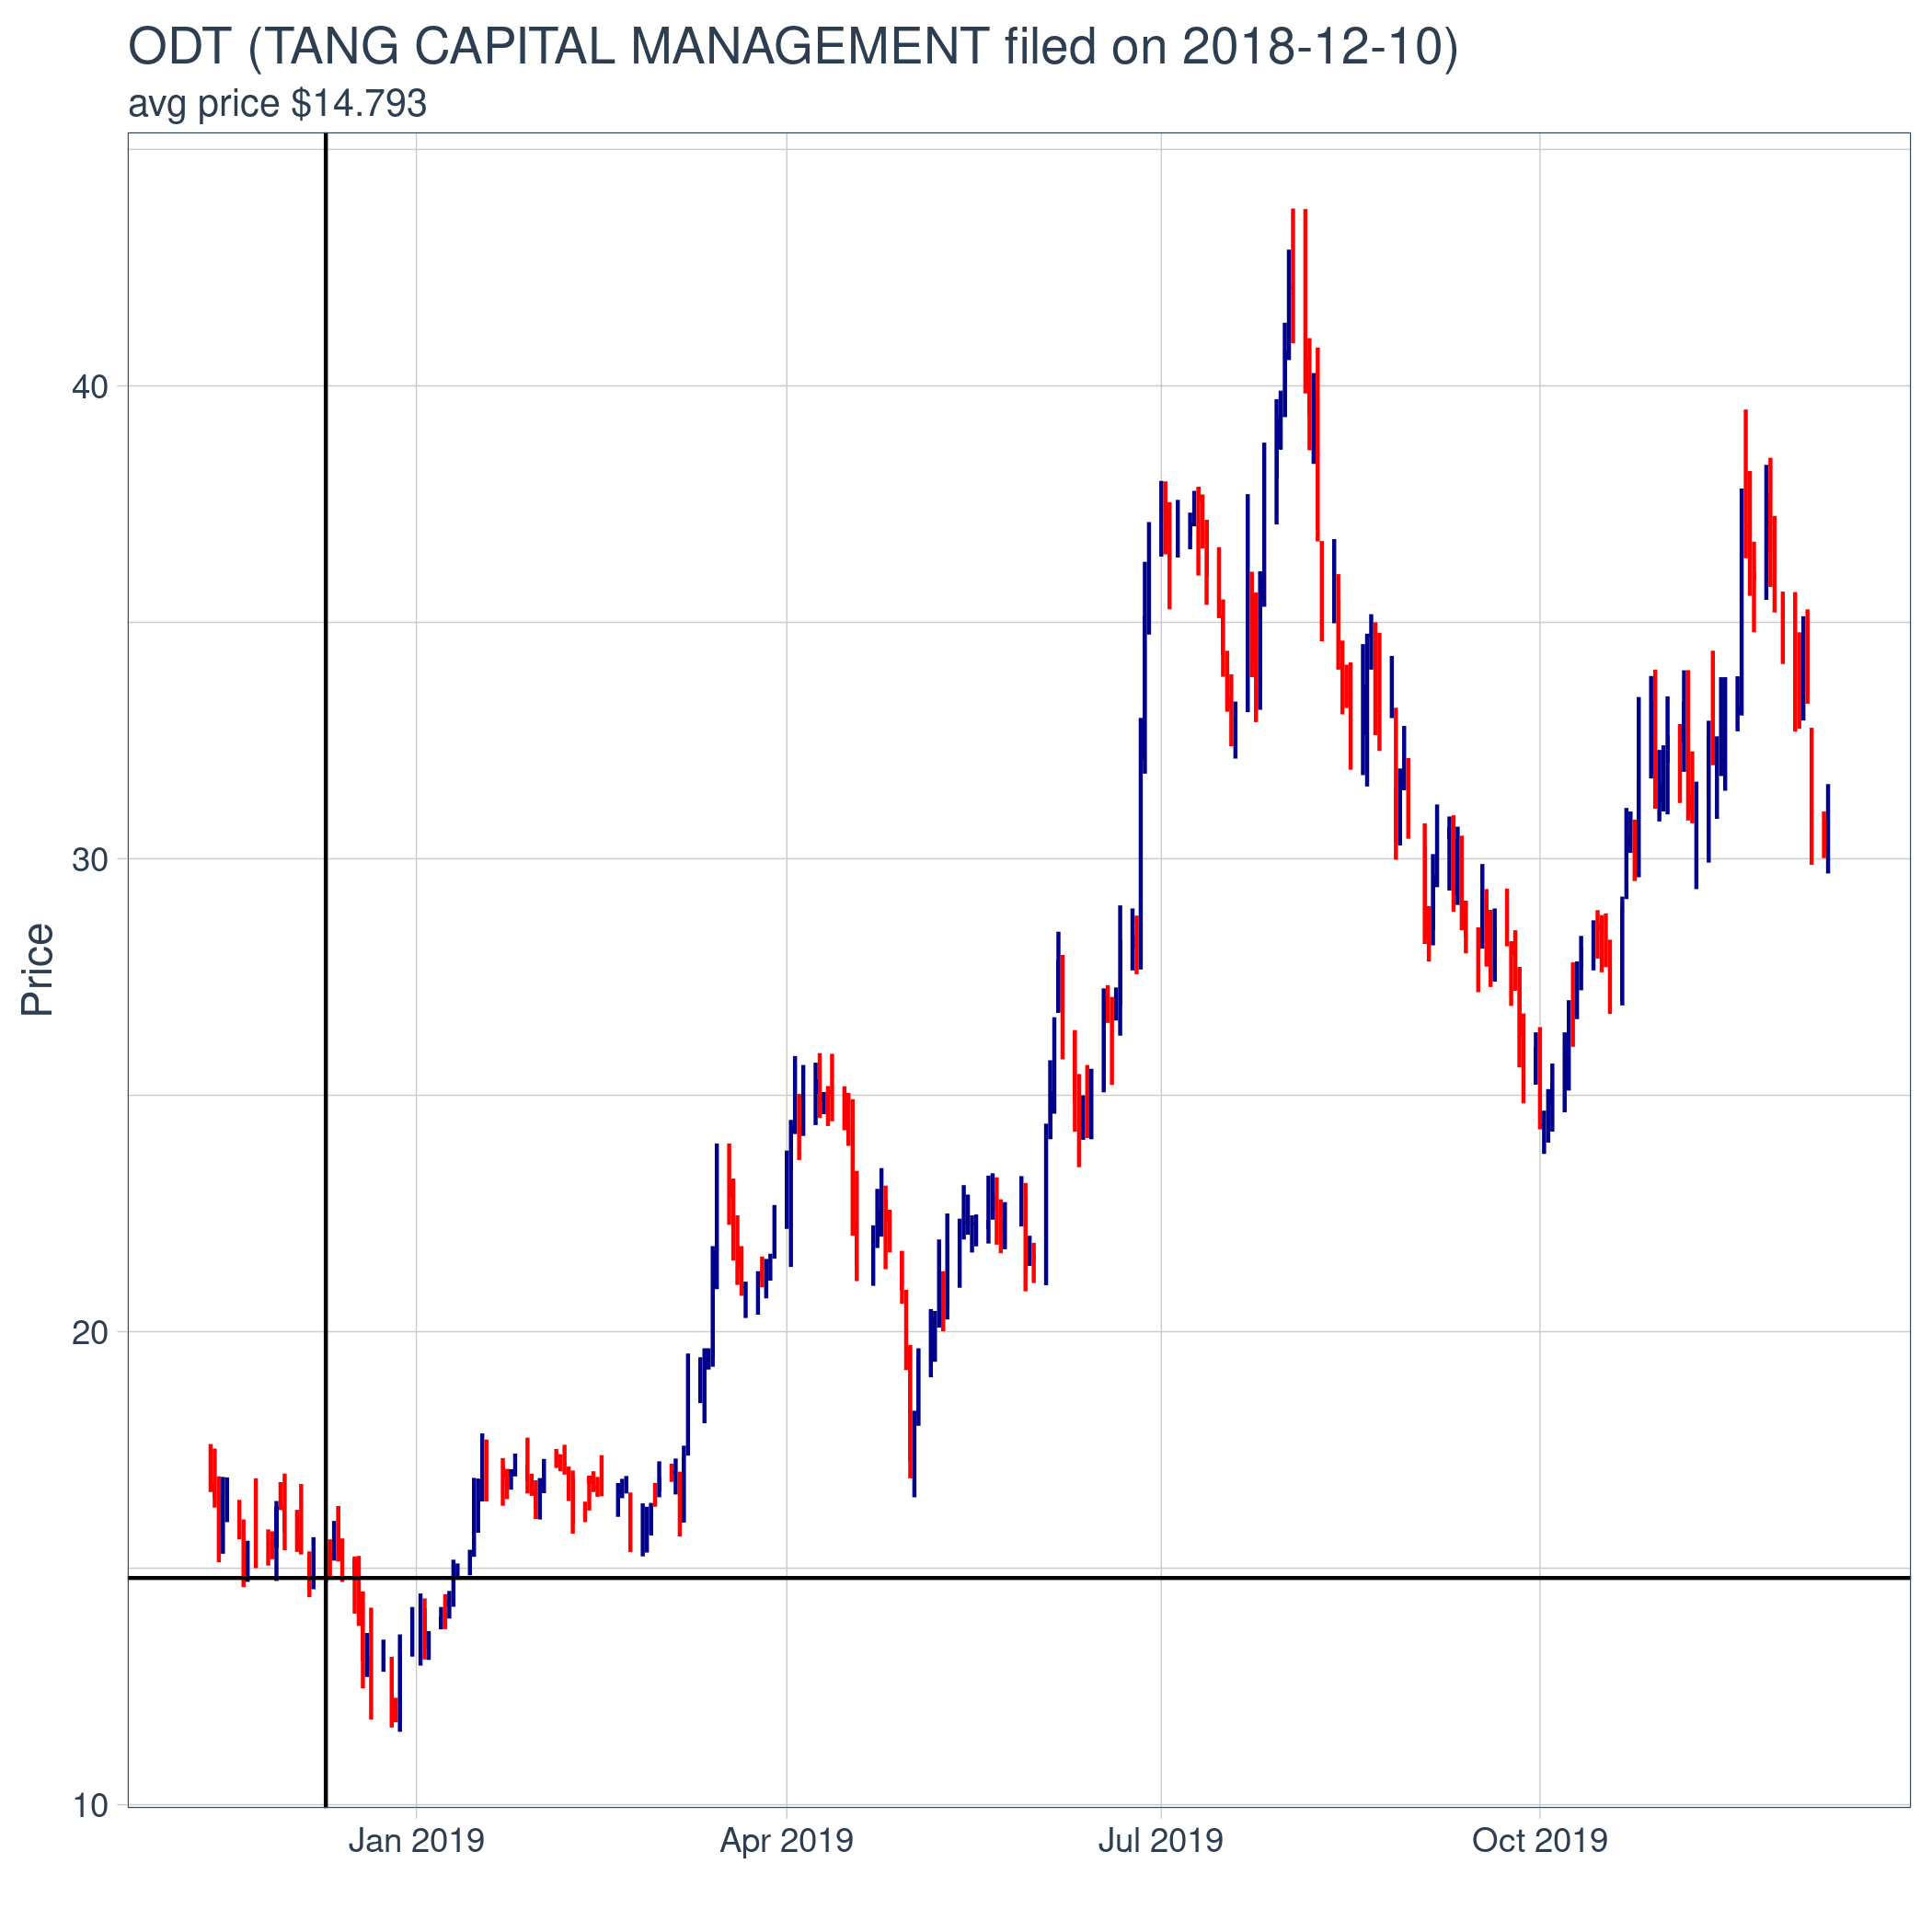 ODT (TANG CAPITAL MANAGEMENT filed on 2018-12-10)
avg price $14.793
40
30
20
10
Price
Jan 2019
Apr 2019
Jul 2019
Oct 2019